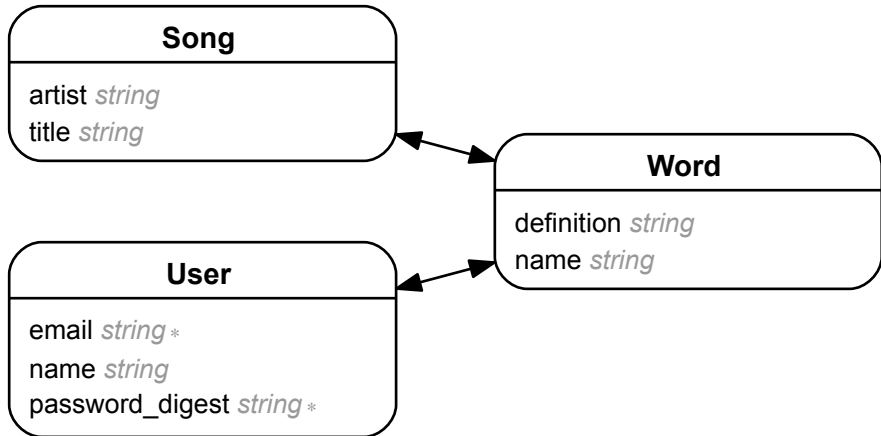 Song
artist string
title string
Word
definition string
name string
User
email string *
name string
password_digest string *